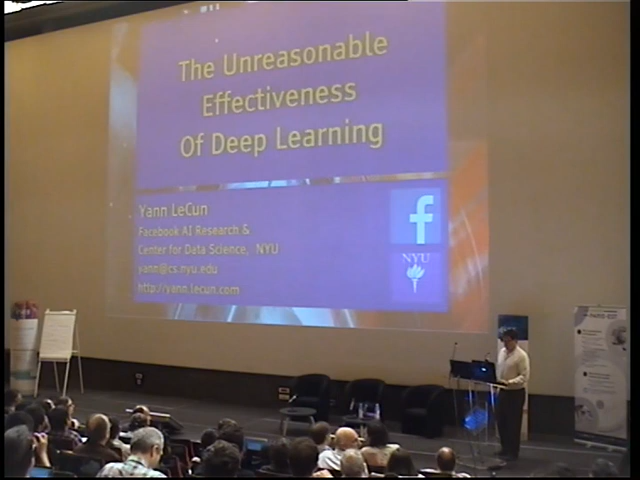 The Unreasonable
Effectiveness
Of Deep Learning
Yann LeCun
Facebook AI Research &
Center for Data Science, NYU
yann@cs.nyu.edu
http://yann.lecun.com
f
NYU